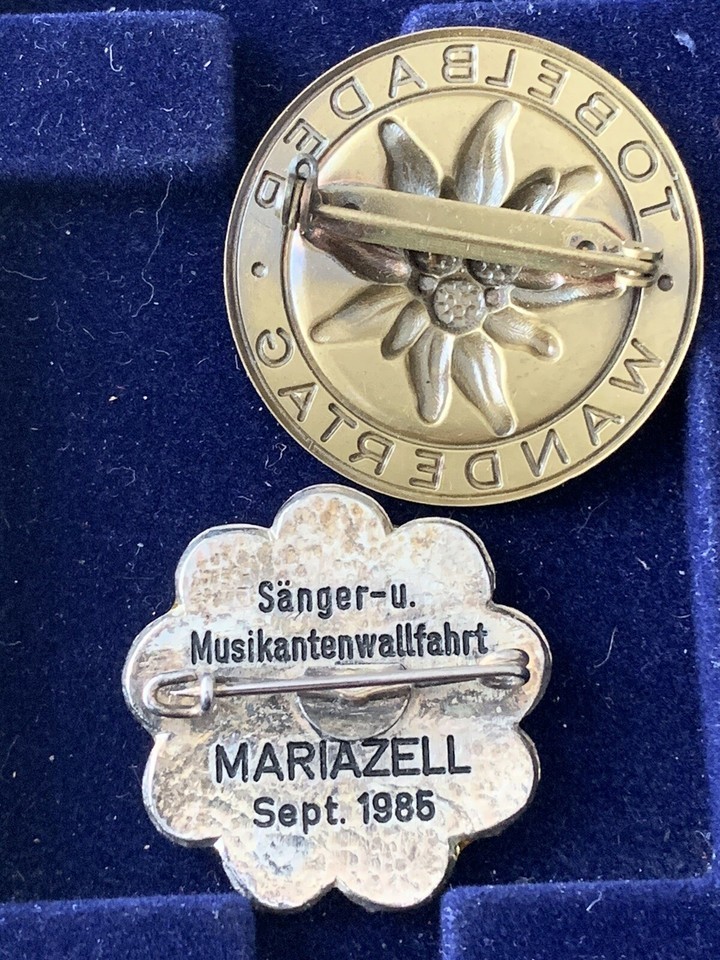 TOBELBADER
WANDERTAG
Sänger-u.
Musikantenwallfahrt
MARIAZELL
Sept. 1985